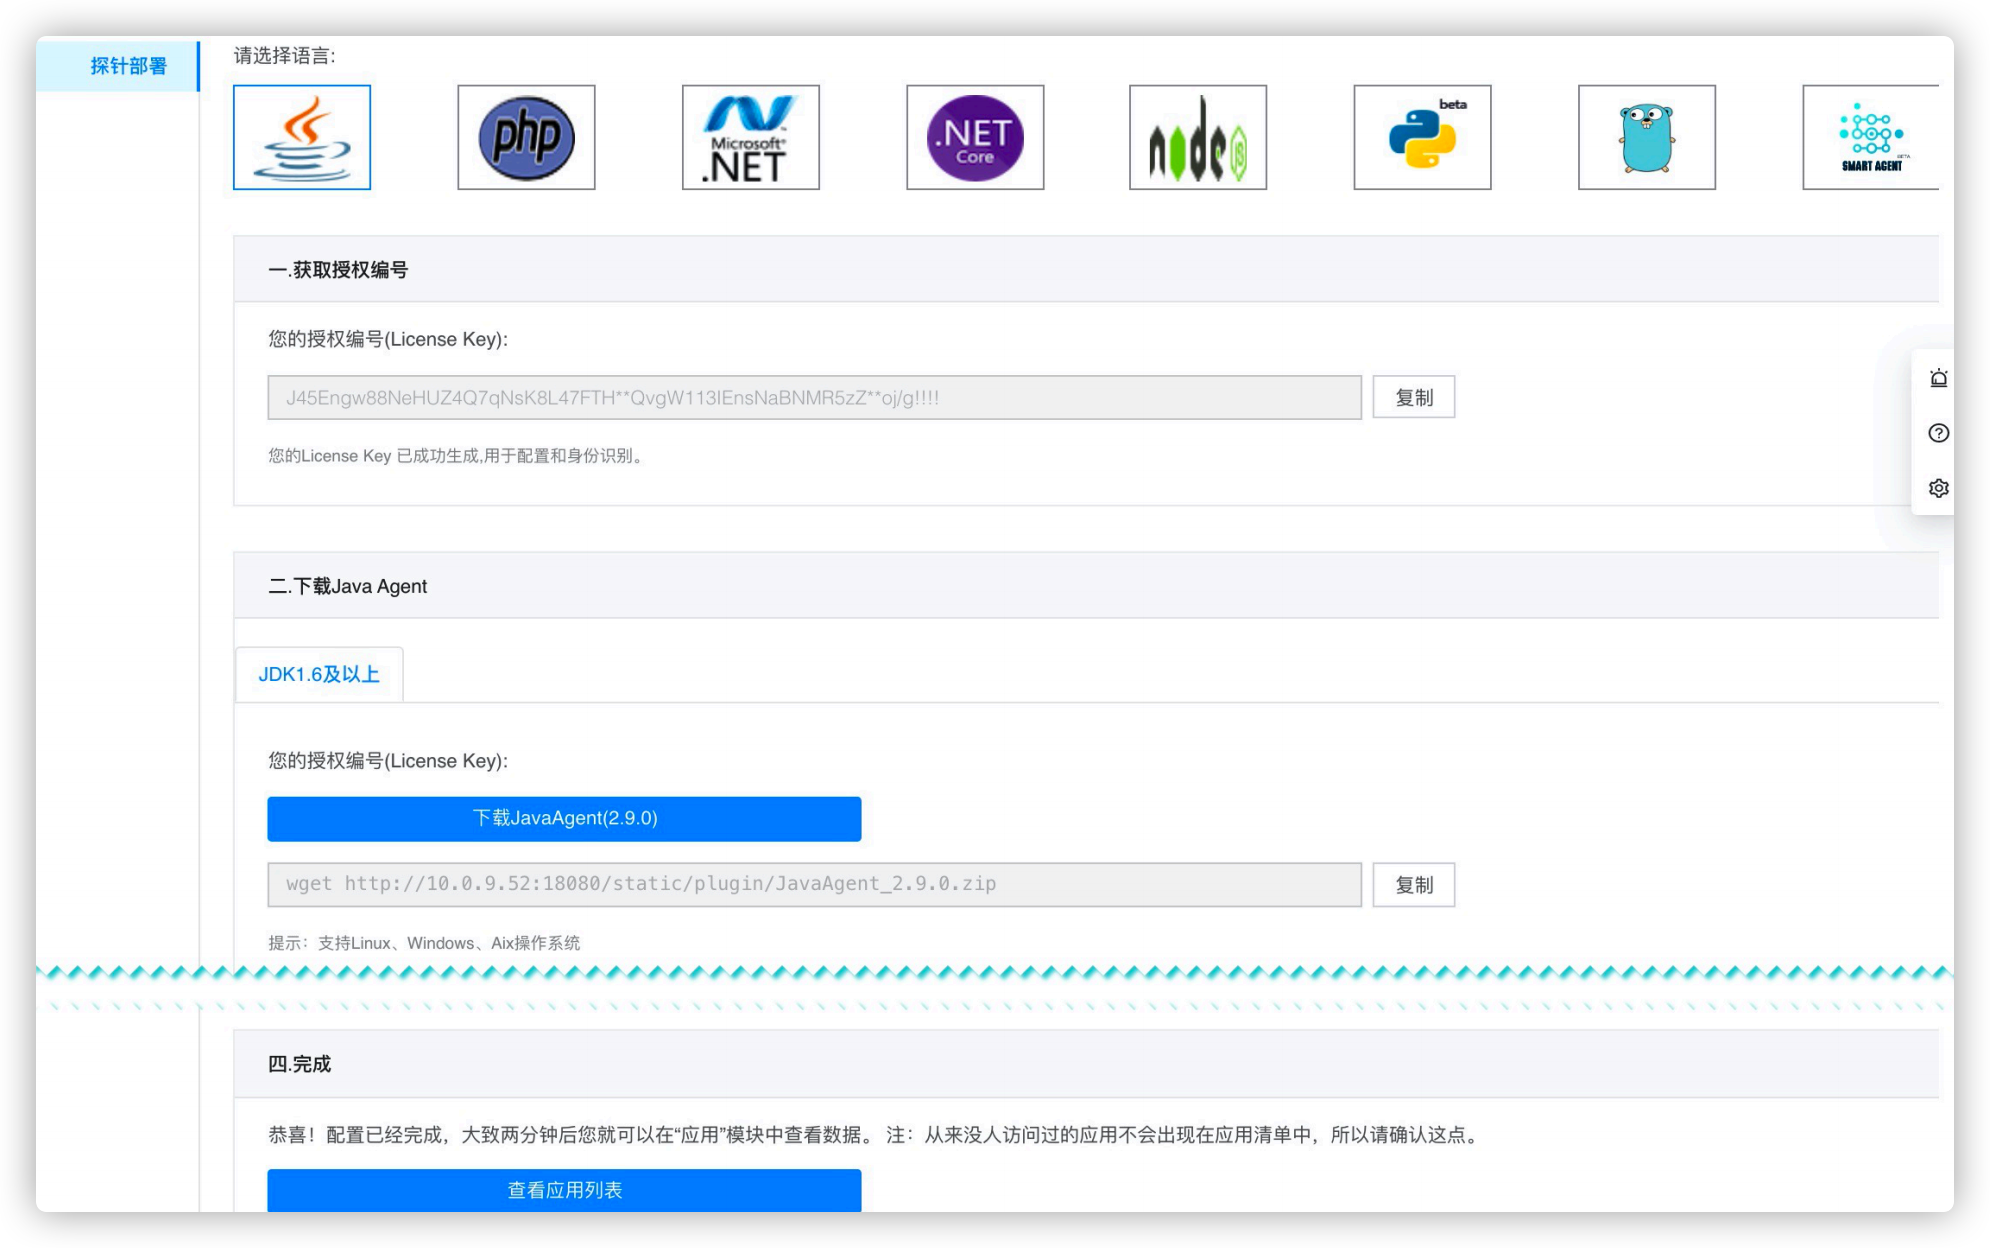 探针部署
请选择语言:
php
Microsoft
.NET
.NET
Core
node
JS
beta
SMART AGENT
BETA
一.获取授权编号
您的授权编号(License Key):
J45Engw88NeHUZ4Q7qNsK8L47FTH**QvgW113IEnsNaBNMR5zZ**oj/g!!!!
复制
您的License Key 已成功生成,用于配置和身份识别。
二.下载Java Agent
JDK1.6及以上
您的授权编号(License Key):
下载JavaAgent(2.9.0)
wget http://10.0.9.52:18080/static/plugin/JavaAgent_2.9.0.zip
复制
提示：支持Linux、Windows、Aix操作系统
四.完成
恭喜！配置已经完成，大致两分钟后您就可以在“应用”模块中查看数据。 注：从来没人访问过的应用不会出现在应用清单中，所以请确认这点。
查看应用列表